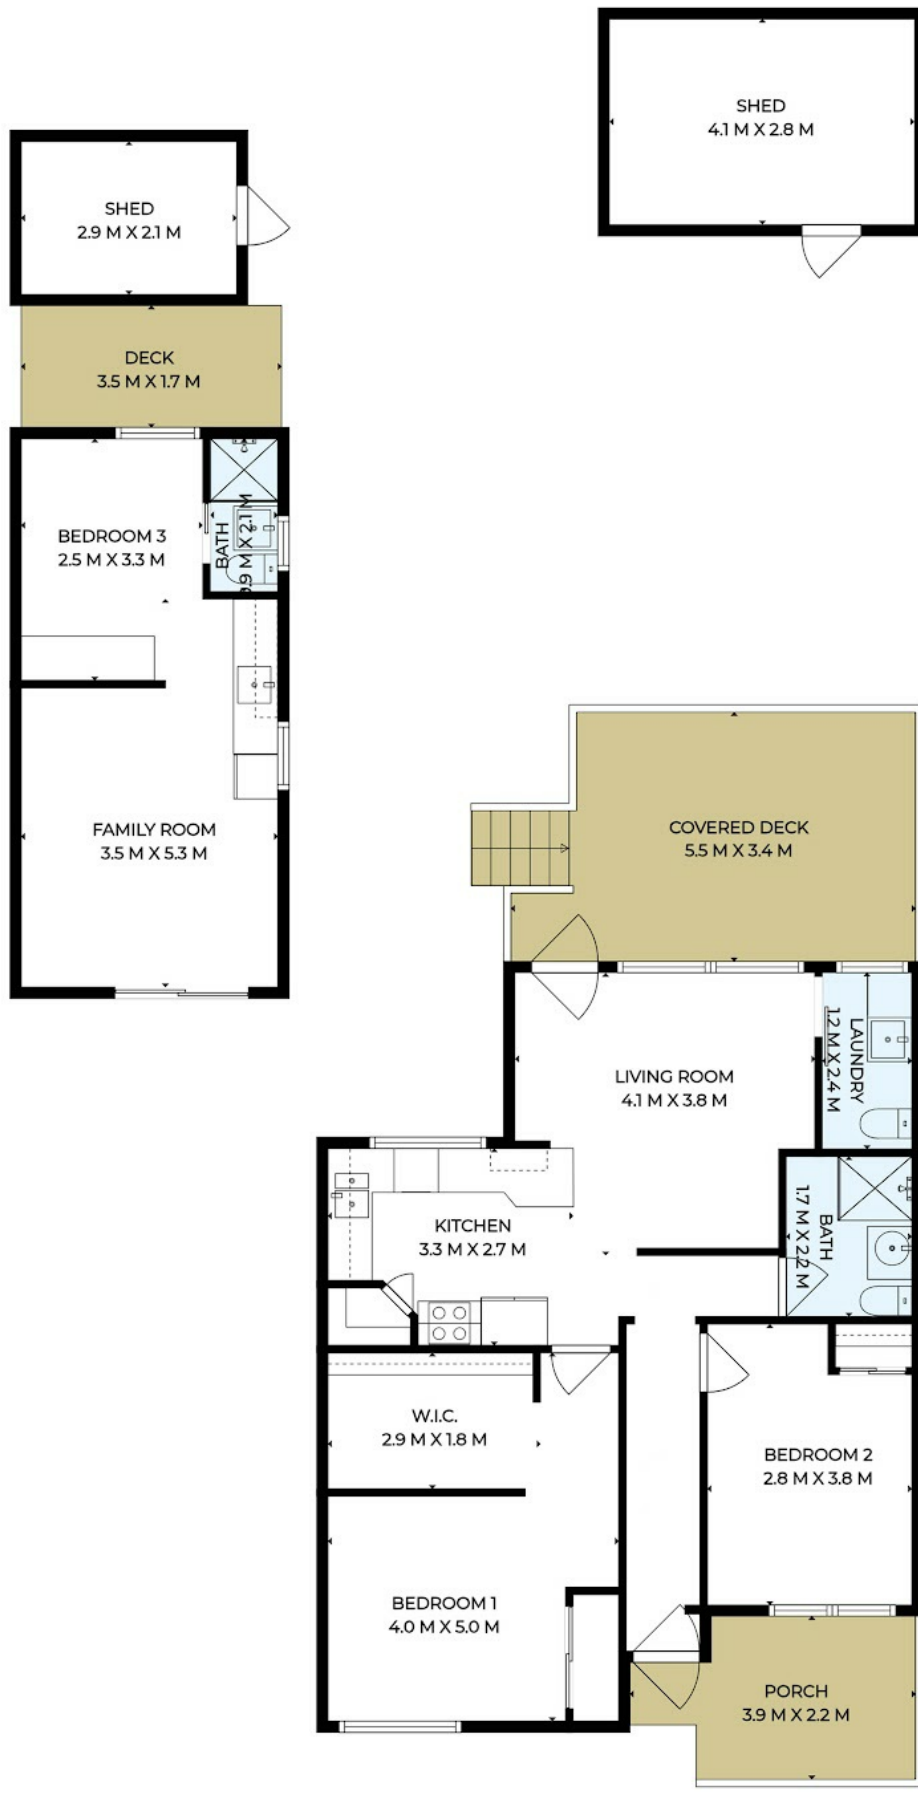 SHED
4.1 M X 2.8 M
SHED
2.9 M X 2.1 M
DECK
3.5 M X 1.7 M
BEDROOM 3
2.5 M X 3.3 M
BATH
0.9 M X 2.1 M
FAMILY ROOM
3.5 M X 5.3 M
COVERED DECK
5.5 M X 3.4 M
LIVING ROOM
4.1 M X 3.8 M
LAUNDRY
1.2 M X 2.4 M
KITCHEN
3.3 M X 2.7 M
BATH
1.7 M X 2.2 M
W.I.C.
2.9 M X 1.8 M
BEDROOM 2
2.8 M X 3.8 M
BEDROOM 1
4.0 M X 5.0 M
PORCH
3.9 M X 2.2 M